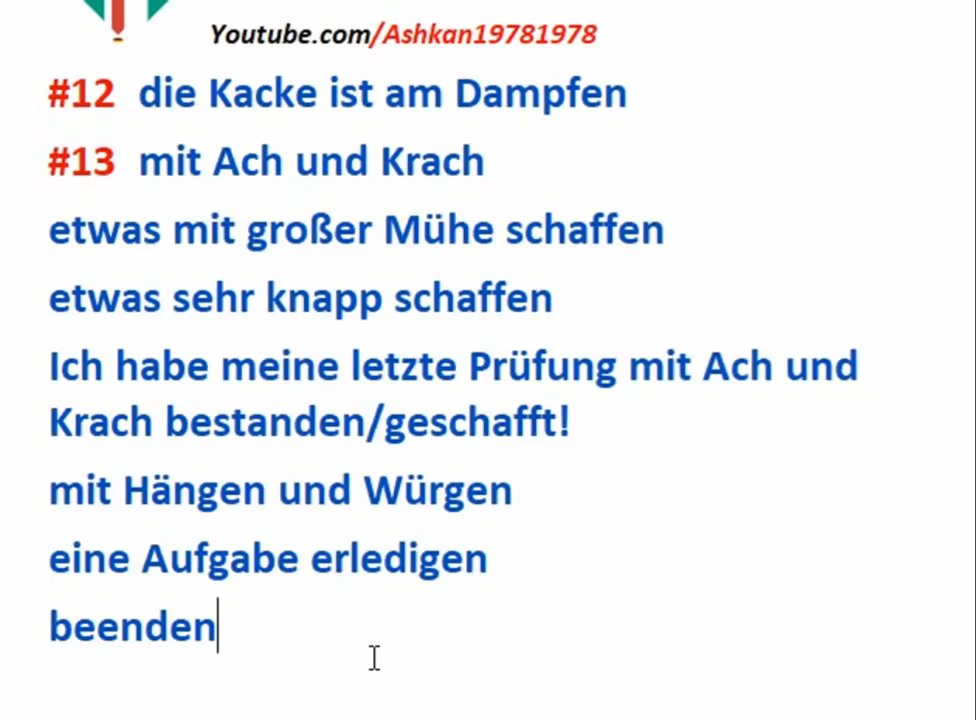 Youtube.com/Ashkan19781978
#12 die Kacke ist am Dampfen
#13 mit Ach und Krach
etwas mit großer Mühe schaffen
etwas sehr knapp schaffen
Ich habe meine letzte Prüfung mit Ach und
Krach bestanden/geschafft!
mit Hängen und Würgen
eine Aufgabe erledigen
beenden